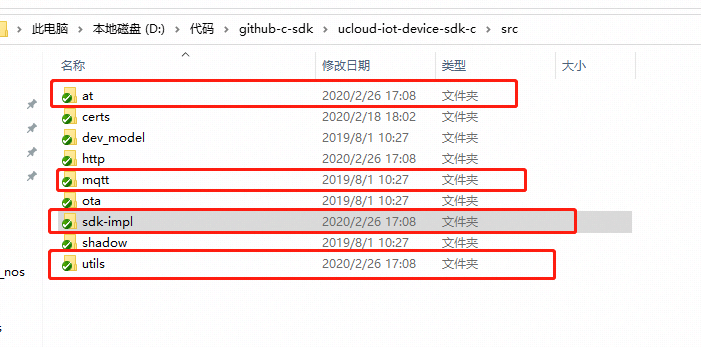 此电脑 › 本地磁盘 (D:) › 代码 › github-c-sdk › ucloud-iot-device-sdk-c › src
名称 修改日期 类型 大小
at 2020/2/26 17:08 文件夹
certs 2020/2/18 18:02 文件夹
dev_model 2019/8/1 10:27 文件夹
http 2020/2/26 17:08 文件夹
mqtt 2019/8/1 10:27 文件夹
ota 2019/8/1 10:27 文件夹
sdk-impl 2020/2/26 17:08 文件夹
shadow 2019/8/1 10:27 文件夹
utils 2020/2/26 17:08 文件夹
_nos
s